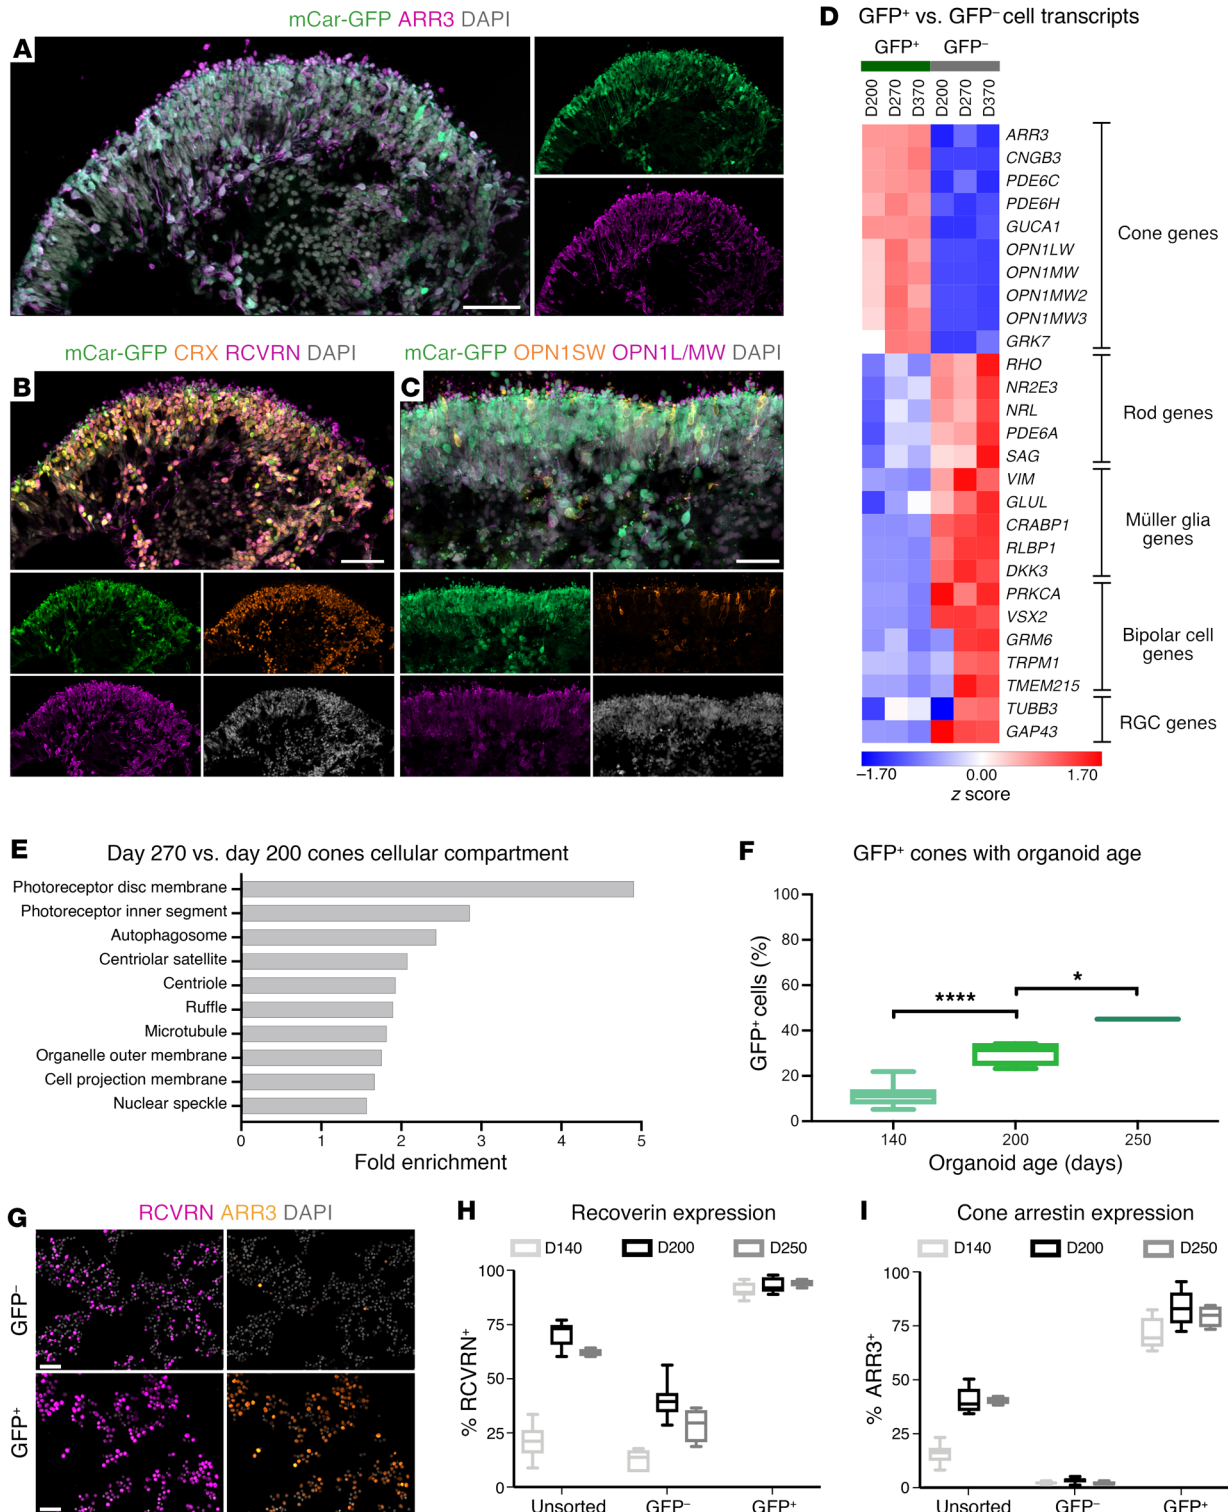 mCar-GFP ARR3 DAPI
A
mCar-GFP CRX RCVRN DAPI
B
mCar-GFP OPN1SW OPN1L/MW DAPI
C
D GFP+ vs. GFP– cell transcripts
GFP+ GFP–
D200 D270 D370 D200 D270 D370
ARR3
CNGB3
PDE6C
PDE6H
GUCA1
OPN1LW
OPN1MW
OPN1MW2
OPN1MW3
GRK7
Cone genes
RHO
NR2E3
NRL
PDE6A
SAG
Rod genes
VIM
GLUL
CRABP1
RLBP1
DKK3
Müller glia
genes
PRKCA
VSX2
GRM6
TRPM1
TMEM215
Bipolar cell
genes
TUBB3
GAP43
RGC genes
–1.70 0.00 1.70
z score
E Day 270 vs. day 200 cones cellular compartment
Photoreceptor disc membrane
Photoreceptor inner segment
Autophagosome
Centriolar satellite
Centriole
Ruffle
Microtubule
Organelle outer membrane
Cell projection membrane
Nuclear speckle
0 1 2 3 4 5
Fold enrichment
F GFP+ cones with organoid age
GFP+ cells (%)
100
80
60
40
20
0
**** *
140 200 250
Organoid age (days)
G RCVRN ARR3 DAPI
GFP–
GFP+
H Recoverin expression
D140 D200 D250
% RCVRN+
100
75
50
25
0
Unsorted GFP– GFP+
I Cone arrestin expression
D140 D200 D250
% ARR3+
100
75
50
25
0
Unsorted GFP– GFP+